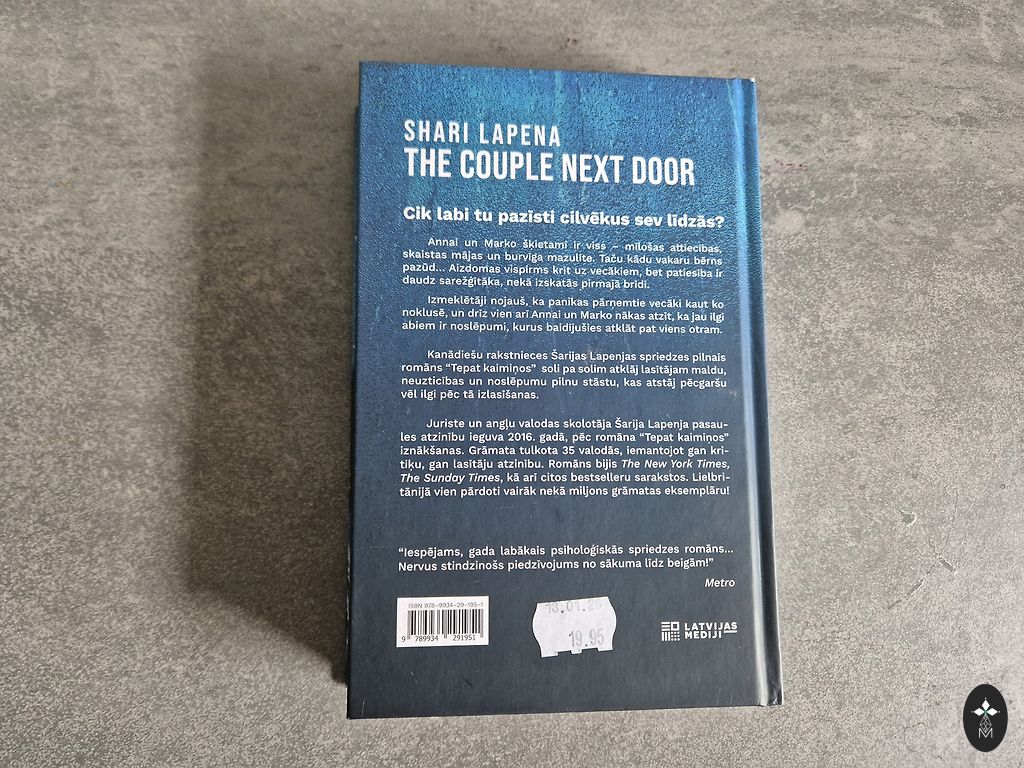 SHARI LAPENA
THE COUPLE NEXT DOOR
Cik labi tu pazīsti cilvēkus sev līdzās?
Annai un Marko šķietami ir viss – mīlošas attiecības,
skaistas mājas un burvīga mazulīte. Taču kādu vakaru bērns
pazūd... Aizdomas vispirms krīt uz vecākiem, bet patiesība ir
daudz sarežģītāka, nekā izskatās pirmajā brīdī.
Izmeklētāji nojauš, ka panikas pārņemtie vecāki kaut ko
noklusē, un drīz vien arī Annai un Marko nākas atzīt, ka jau ilgi
abiem ir noslēpumi, kurus baidījušies atklāt pat viens otram.
Kanādiešu rakstnieces Šarijas Lapenjas spriedzes pilnais
romāns “Tepat kaimiņos” soli pa solim atklāj lasītājam maldu,
neuzticības un noslēpumu pilnu stāstu, kas atstāj pēcgaršu
vēl ilgi pēc tā izlasīšanas.
Juriste un angļu valodas skolotāja Šarija Lapenja pasau-
les atzinību ieguva 2016. gadā, pēc romāna “Tepat kaimiņos”
iznākšanas. Grāmata tulkota 35 valodās, iemantojot gan kri-
tiķu, gan lasītāju atzinību. Romāns bijis The New York Times,
The Sunday Times, kā arī citos bestselleru sarakstos. Lielbri-
tānijā vien pārdoti vairāk nekā miljons grāmatas eksemplāru!
“Iespējams, gada labākais psiholoģiskās spriedzes romāns...
Nervus stindzinošs piedzīvojums no sākuma līdz beigām!”
Metro
ISBN 978-9934-29-195-1
9 789934 291951
19.95
LATVIJAS
MEDIJI
M